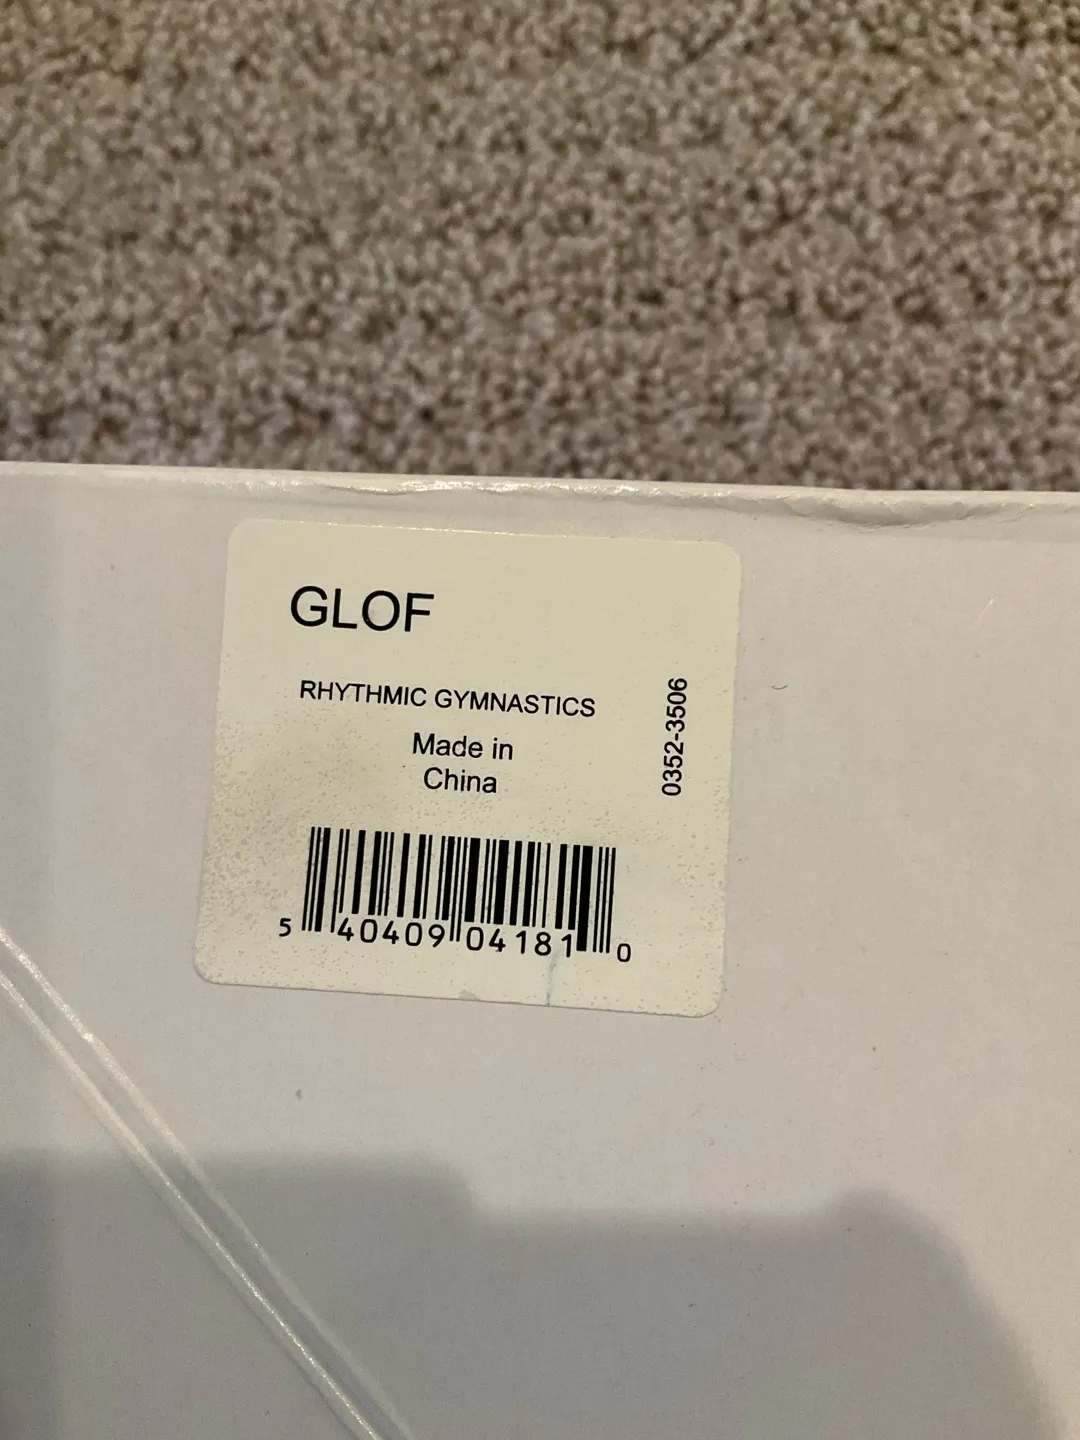 GLOF
RHYTHMIC GYMNASTICS
Made in
China
0352-3506
5 40409 04181 0